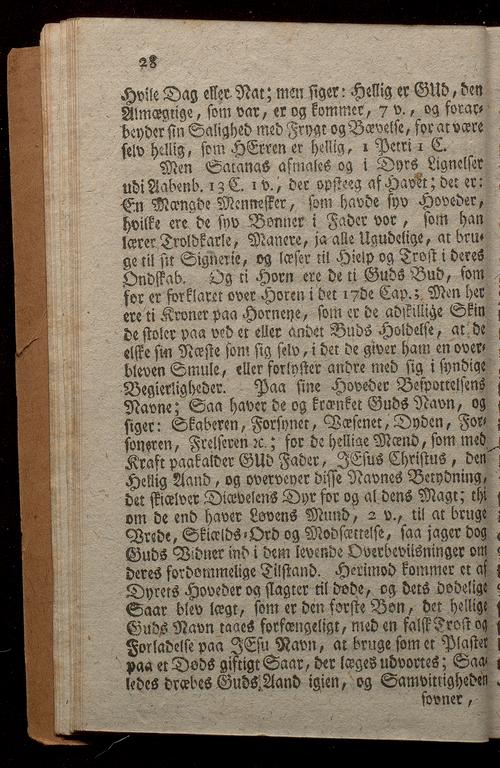 28
Hvile Dag eller Nat; men siger: Hellig er GUd, den
Almægtige, som var, er og kommer, 7 v., og forar-
beyder sin Salighed med Frygt og Bævelse, for at være
selv hellig, som HErren er hellig, 1 Petri 1 C.
Men Satanas afmales og i Dyrs Lignelser
udi Aabenb. 13 C. 1 v., der opsteeg af Havet; det er:
En Mængde Mennesker, som havde syv Hoveder,
hvilke ere de syv Bønner i Fader vor, som han
lærer Troldkarle, Manere, ja alle Ugudelige, at bru-
ge til sit Signerie, og læser til Hielp og Trost i deres
Ondskab. Og ti Horn ere de ti Guds Bud, som
før er forklaret over Horen i det 17de Cap.; Men her
ere ti Kroner paa Hornene, som er de adskillige Skin
de stoler paa ved et eller andet Buds Holdelse, at de
elske sin Næste som sig selv, i det de giver ham en over-
bleven Smule, eller forlyster andre med sig i syndige
Begierligheder. Paa sine Hoveder Bespottelsens
Navne; Saa haver de og krænket Guds Navn, og
siger: Skaberen, Forsynet, Væsenet, Dyden, For-
soneren, Frelseren ꝛc.; for de hellige Mænd, som med
Kraft paakalder GUd Fader, JEsus Christus, den
Hellig Aand, og overveyer disse Navnes Betydning,
det skiælver Diævelens Dyr for og al dens Magt; thi
om de end haver Løvens Mund, 2 v., til at bruge
Vrede, Skiælds-Ord og Modsættelse, saa jager dog
Guds Vidner ind i dem levende Overbeviisninger om
deres fordømmelige Tilstand. Herimod kommer et af
Dyrets Hoveder og slagter til døde, og dets dødelige
Saar blev lægt, som er den første Bøn, det hellige
Guds Navn tages forfængeligt, med en falsk Trost og
Forladelse paa JEsu Navn, at bruge som et Plaster
paa et Døds giftigt Saar, der læges udvortes; Saa-
ledes dræbes Guds Aand igien, og Samvittigheden
sovner,